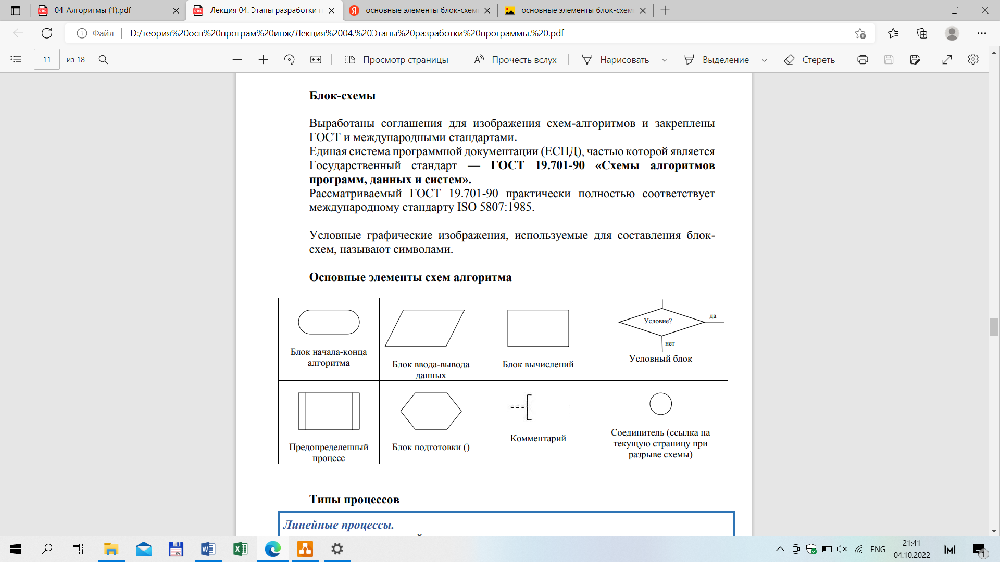 04_Алгоритмы (1).pdf
Лекция 04. Этапы разработки п
основные элементы блок-схем
основные элементы блок-схем
Файл
D:/теория%20осн%20програм%20инж/Лекция%2004.%20Этапы%20разработки%20программы.%20.pdf
11 из 18
Просмотр страницы
Прочесть вслух
Нарисовать
Выделение
Стереть
Блок-схемы
Выработаны соглашения для изображения схем-алгоритмов и закреплены
ГОСТ и международными стандартами.
Единая система программной документации (ЕСПД), частью которой является
Государственный стандарт — ГОСТ 19.701-90 «Схемы алгоритмов
программ, данных и систем».
Рассматриваемый ГОСТ 19.701-90 практически полностью соответствует
международному стандарту ISO 5807:1985.
Условные графические изображения, используемые для составления блок-
схем, называют символами.
Основные элементы схем алгоритма
Блок начала-конца
алгоритма
Блок ввода-вывода
данных
Блок вычислений
Условие?
да
нет
Условный блок
Предопределенный
процесс
Блок подготовки ()
Комментарий
Соединитель (ссылка на
текущую страницу при
разрыве схемы)
Типы процессов
Линейные процессы.
ENG
21:41
04.10.2022
1